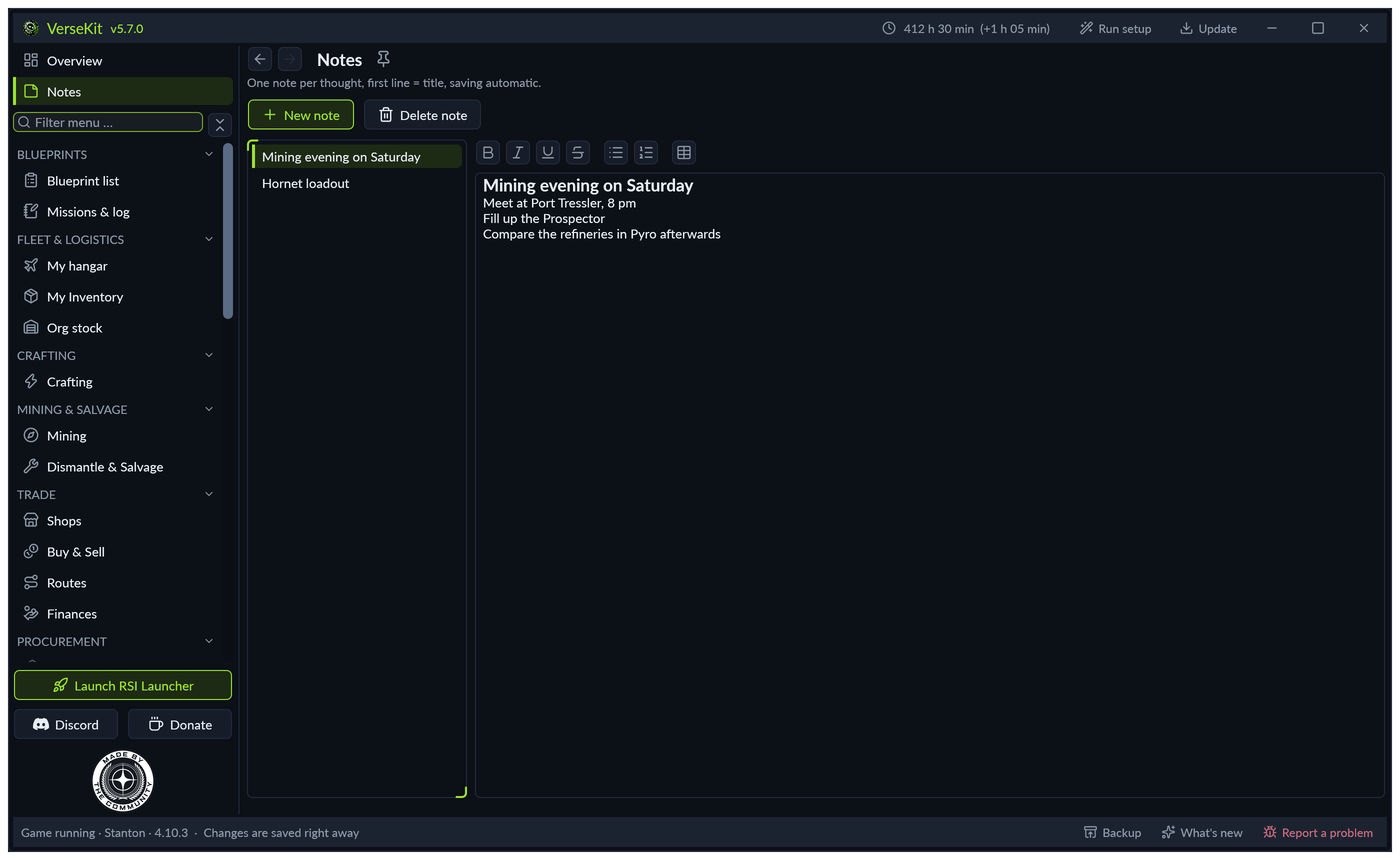 VerseKit v5.7.0
412 h 30 min (+1 h 05 min)
Run setup
Update
Overview
Notes
Filter menu ...
BLUEPRINTS
Blueprint list
Missions & log
FLEET & LOGISTICS
My hangar
My Inventory
Org stock
CRAFTING
Crafting
MINING & SALVAGE
Mining
Dismantle & Salvage
TRADE
Shops
Buy & Sell
Routes
Finances
PROCUREMENT
Launch RSI Launcher
Discord
Donate
MADE BY
THE COMMUNITY
Notes
One note per thought, first line = title, saving automatic.
New note
Delete note
Mining evening on Saturday
Hornet loadout
B I U S
Mining evening on Saturday
Meet at Port Tressler, 8 pm
Fill up the Prospector
Compare the refineries in Pyro afterwards
Game running · Stanton · 4.10.3 · Changes are saved right away
Backup
What's new
Report a problem